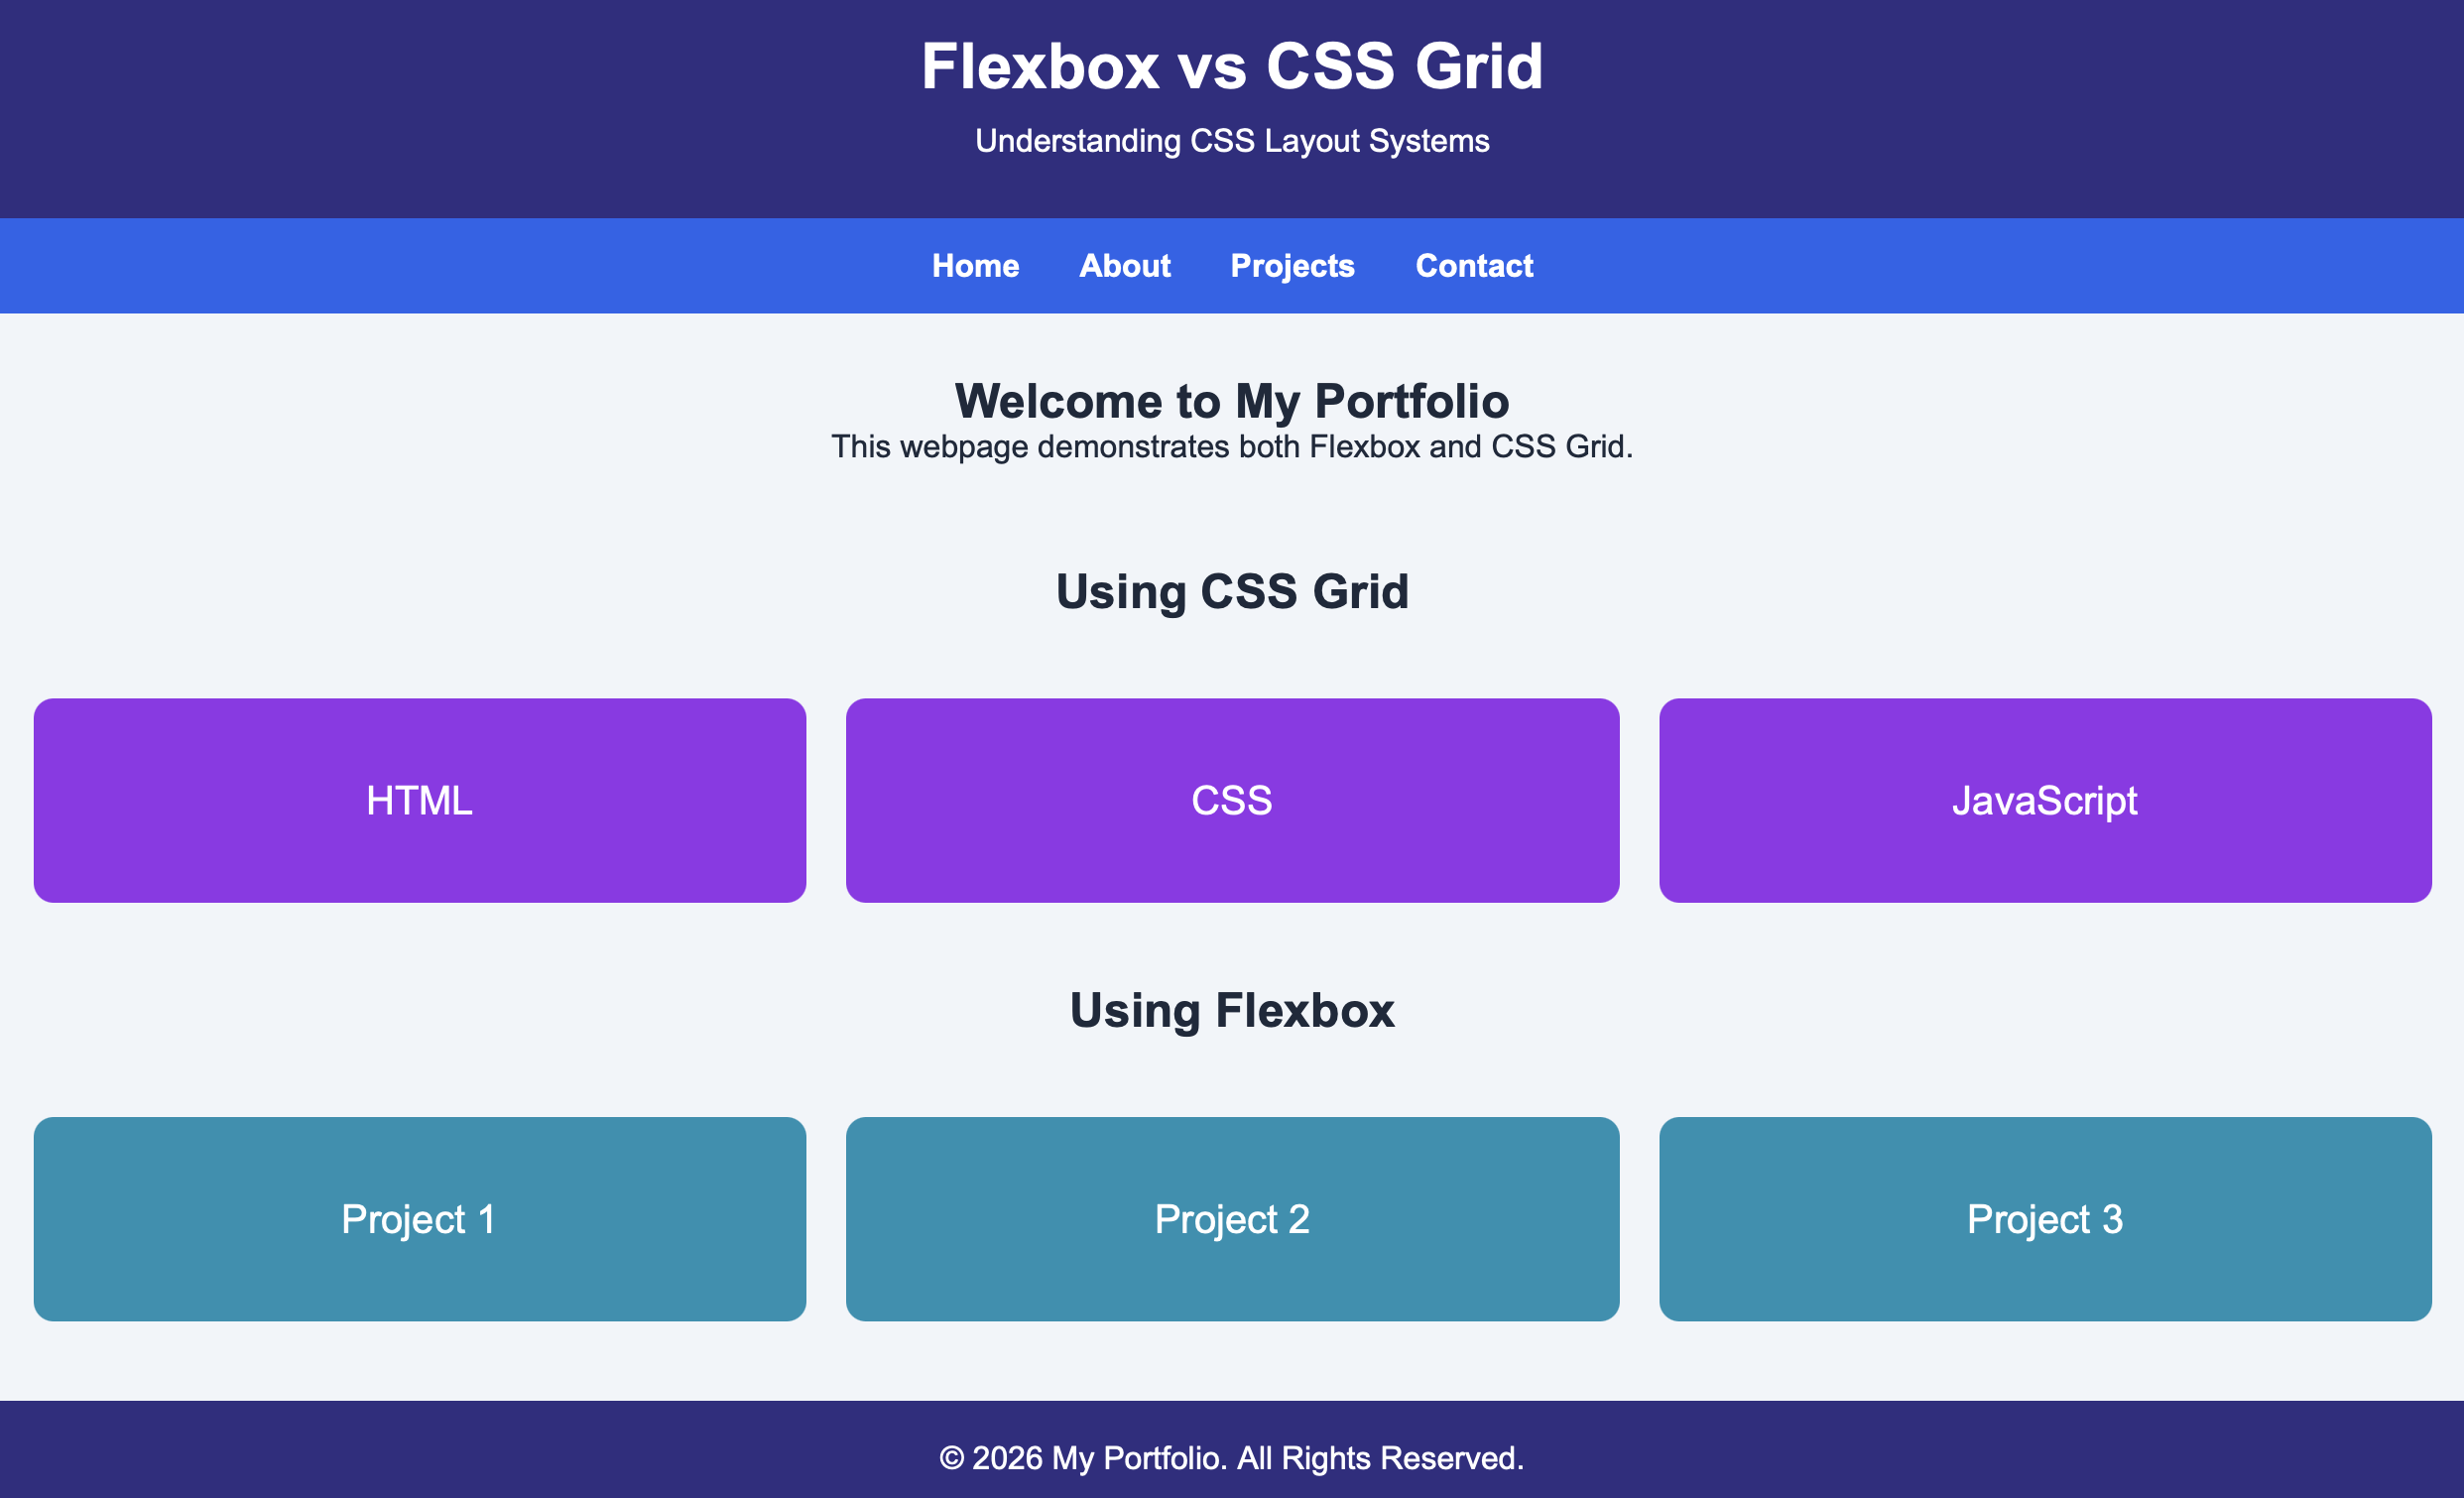 Flexbox vs CSS Grid
Understanding CSS Layout Systems
Home About Projects Contact
Welcome to My Portfolio
This webpage demonstrates both Flexbox and CSS Grid.
Using CSS Grid
HTML CSS JavaScript
Using Flexbox
Project 1 Project 2 Project 3
© 2026 My Portfolio. All Rights Reserved.